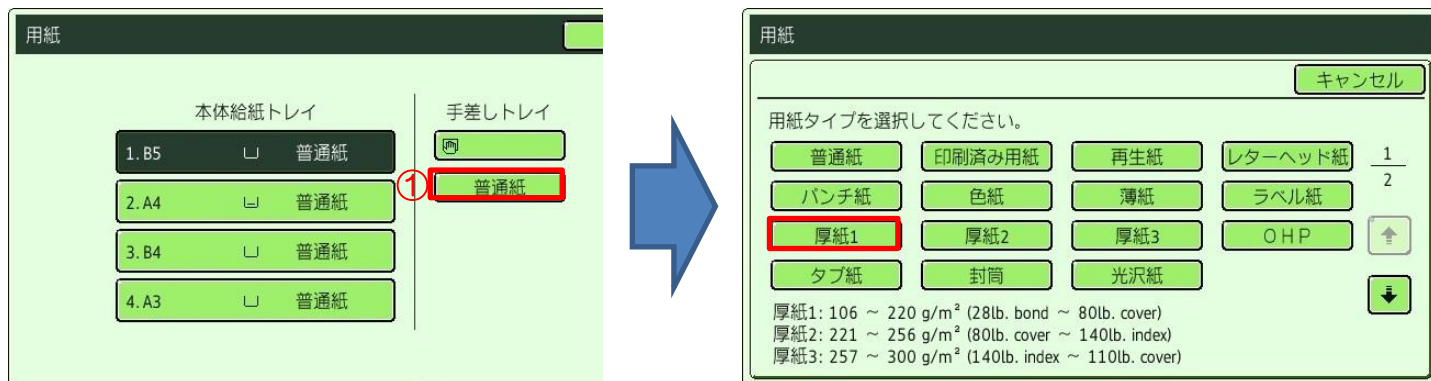 用紙
本体給紙トレイ
手差しトレイ
1.B5 普通紙
① 普通紙
2.A4 普通紙
3.B4 普通紙
4.A3 普通紙
用紙
キャンセル
用紙タイプを選択してください。
普通紙 印刷済み用紙 再生紙 レターヘッド紙
パンチ紙 色紙 薄紙 ラベル紙
厚紙1 厚紙2 厚紙3 OHP
タブ紙 封筒 光沢紙
1
2
厚紙1: 106 ～ 220 g/m² (28lb. bond ～ 80lb. cover)
厚紙2: 221 ～ 256 g/m² (80lb. cover ～ 140lb. index)
厚紙3: 257 ～ 300 g/m² (140lb. index ～ 110lb. cover)